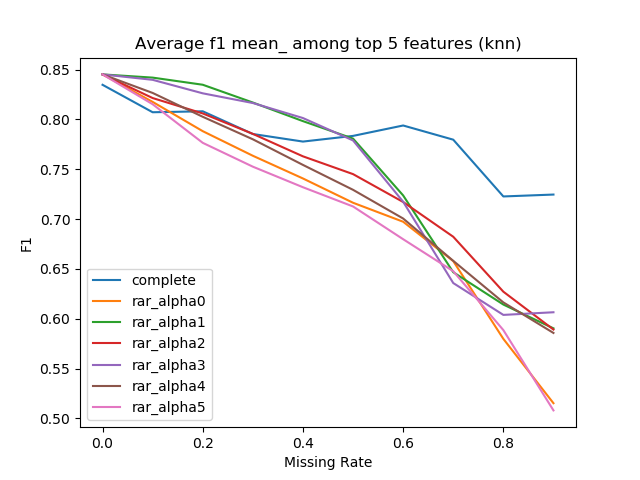 Average f1 mean_ among top 5 features (knn)
0.85
0.80
0.75
0.70
0.65
0.60
0.55
0.50
F1
complete
rar_alpha0
rar_alpha1
rar_alpha2
rar_alpha3
rar_alpha4
rar_alpha5
0.0 0.2 0.4 0.6 0.8
Missing Rate